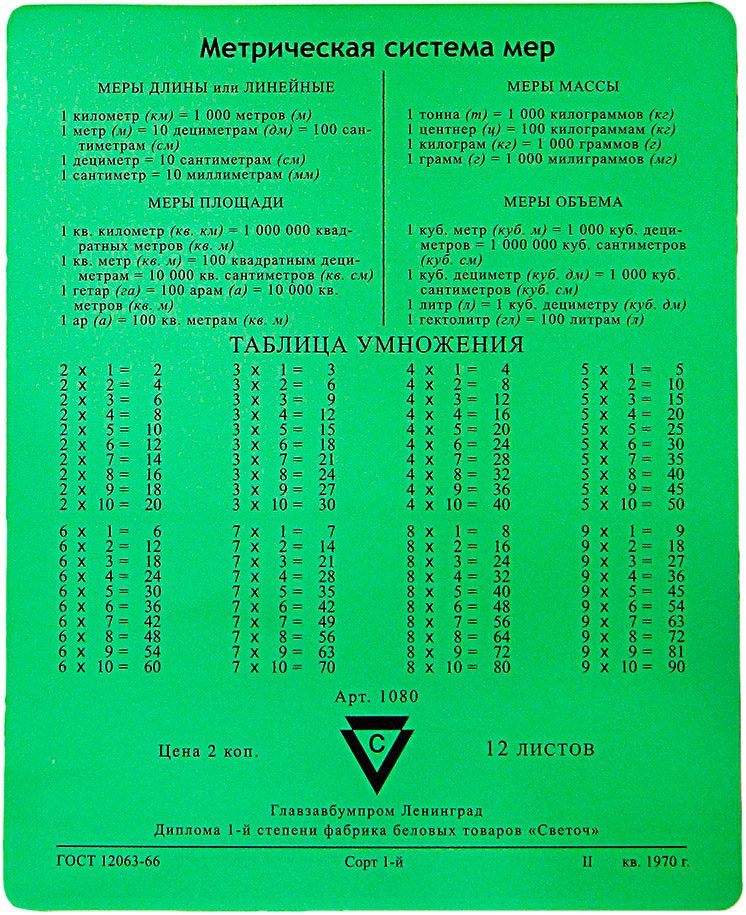 Метрическая система мер
МЕРЫ ДЛИНЫ или ЛИНЕЙНЫЕ
1 километр (км) = 1 000 метров (м)
1 метр (м) = 10 дециметрам (дм) = 100 сан-
тиметрам (см)
1 дециметр = 10 сантиметрам (см)
1 сантиметр = 10 миллиметрам (мм)
МЕРЫ ПЛОЩАДИ
1 кв. километр (кв. км) = 1 000 000 квад-
ратных метров (кв. м)
1 кв. метр (кв. м) = 100 квадратным деци-
метрам = 10 000 кв. сантиметров (кв. см)
1 гетар (га) = 100 арам (а) = 10 000 кв.
метров (кв. м)
1 ар (а) = 100 кв. метрам (кв. м)
МЕРЫ МАССЫ
1 тонна (т) = 1 000 килограммов (кг)
1 центнер (ц) = 100 килограммам (кг)
1 килограм (кг) = 1 000 граммов (г)
1 грамм (г) = 1 000 милиграммов (мг)
МЕРЫ ОБЪЕМА
1 куб. метр (куб. м) = 1 000 куб. деци-
метров = 1 000 000 куб. сантиметров
(куб. см)
1 куб. дециметр (куб. дм) = 1 000 куб.
сантиметров (куб. см)
1 литр (л) = 1 куб. дециметру (куб. дм)
1 гектолитр (гл) = 100 литрам (л)
ТАБЛИЦА УМНОЖЕНИЯ
2 x 1 = 2 3 x 1 = 3 4 x 1 = 4 5 x 1 = 5
2 x 2 = 4 3 x 2 = 6 4 x 2 = 8 5 x 2 = 10
2 x 3 = 6 3 x 3 = 9 4 x 3 = 12 5 x 3 = 15
2 x 4 = 8 3 x 4 = 12 4 x 4 = 16 5 x 4 = 20
2 x 5 = 10 3 x 5 = 15 4 x 5 = 20 5 x 5 = 25
2 x 6 = 12 3 x 6 = 18 4 x 6 = 24 5 x 6 = 30
2 x 7 = 14 3 x 7 = 21 4 x 7 = 28 5 x 7 = 35
2 x 8 = 16 3 x 8 = 24 4 x 8 = 32 5 x 8 = 40
2 x 9 = 18 3 x 9 = 27 4 x 9 = 36 5 x 9 = 45
2 x 10 = 20 3 x 10 = 30 4 x 10 = 40 5 x 10 = 50
6 x 1 = 6 7 x 1 = 7 8 x 1 = 8 9 x 1 = 9
6 x 2 = 12 7 x 2 = 14 8 x 2 = 16 9 x 2 = 18
6 x 3 = 18 7 x 3 = 21 8 x 3 = 24 9 x 3 = 27
6 x 4 = 24 7 x 4 = 28 8 x 4 = 32 9 x 4 = 36
6 x 5 = 30 7 x 5 = 35 8 x 5 = 40 9 x 5 = 45
6 x 6 = 36 7 x 6 = 42 8 x 6 = 48 9 x 6 = 54
6 x 7 = 42 7 x 7 = 49 8 x 7 = 56 9 x 7 = 63
6 x 8 = 48 7 x 8 = 56 8 x 8 = 64 9 x 8 = 72
6 x 9 = 54 7 x 9 = 63 8 x 9 = 72 9 x 9 = 81
6 x 10 = 60 7 x 10 = 70 8 x 10 = 80 9 x 10 = 90
Арт. 1080
Цена 2 коп. С 12 ЛИСТОВ
Главзавбумпром Ленинград
Диплома 1-й степени фабрика беловых товаров «Светоч»
ГОСТ 12063-66 Сорт 1-й II кв. 1970 г.